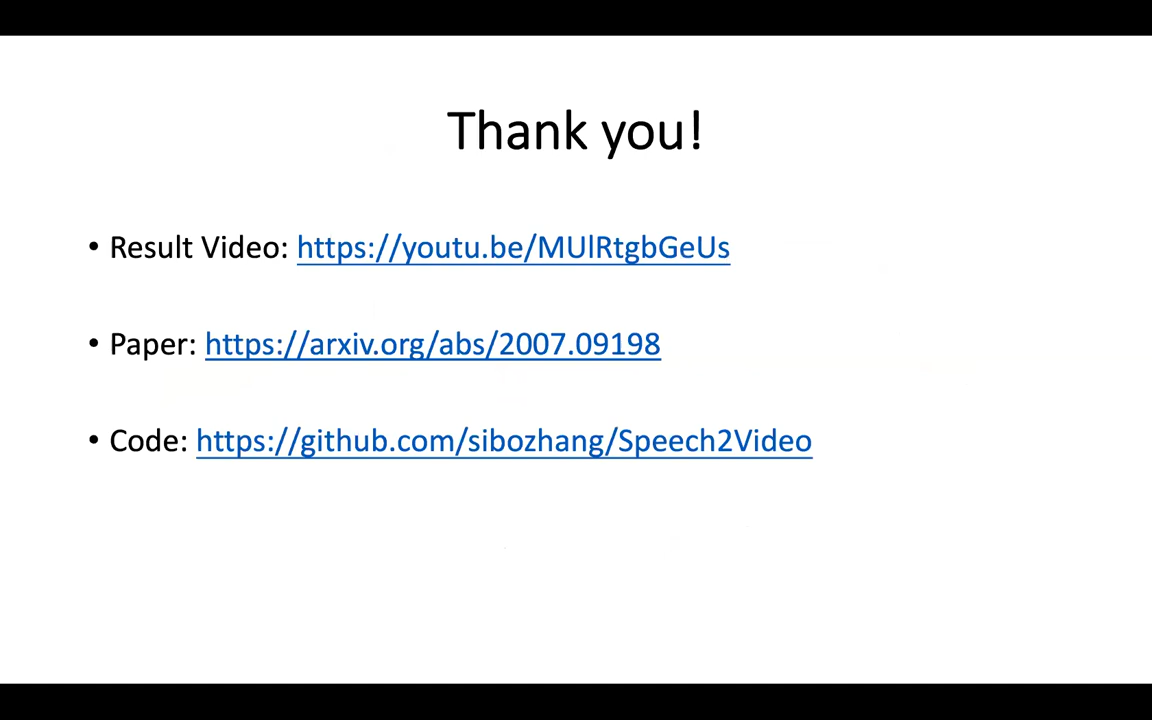 Thank you!
• Result Video: https://youtu.be/MUlRtgbGeUs
• Paper: https://arxiv.org/abs/2007.09198
• Code: https://github.com/sibozhang/Speech2Video